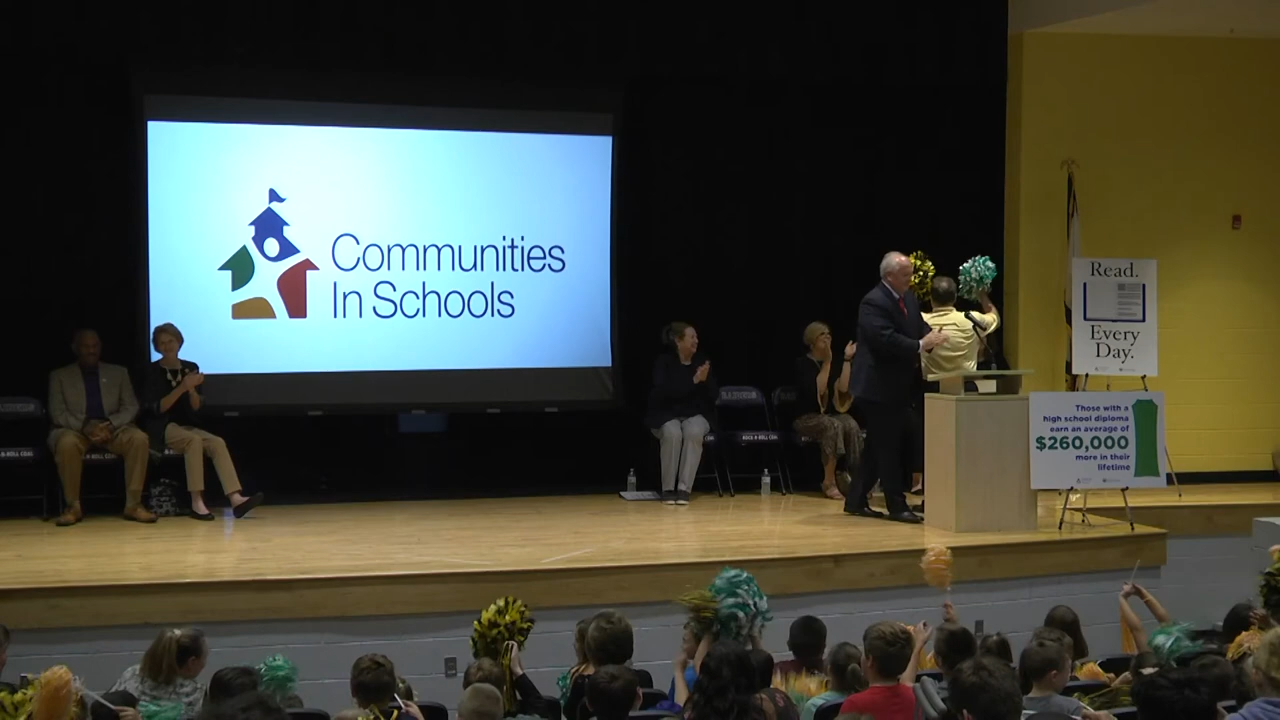 Communities
In Schools
Read.
Every
Day.
Those with a
high school diploma
earn an average of
$260,000
more in their
lifetime